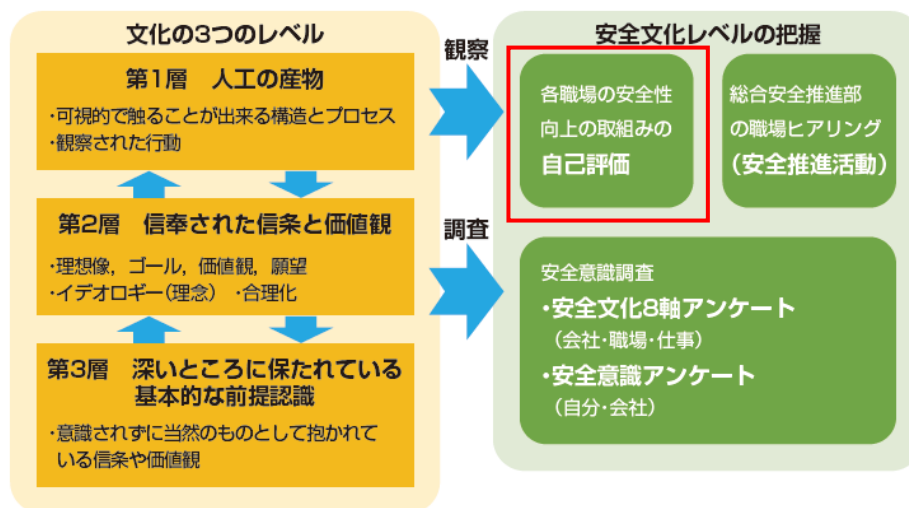 文化の3つのレベル
第1層　人工の産物
・可視的で触ることが出来る構造とプロセス
・観察された行動
第2層　信奉された信条と価値観
・理想像，ゴール，価値観，願望
・イデオロギー（理念）　・合理化
第3層　深いところに保たれている
基本的な前提認識
・意識されずに当然のものとして抱かれて
いる信条や価値観
観察
調査
安全文化レベルの把握
各職場の安全性
向上の取組みの
自己評価
総合安全推進部
の職場ヒアリング
（安全推進活動）
安全意識調査
・安全文化8軸アンケート
（会社・職場・仕事）
・安全意識アンケート
（自分・会社）